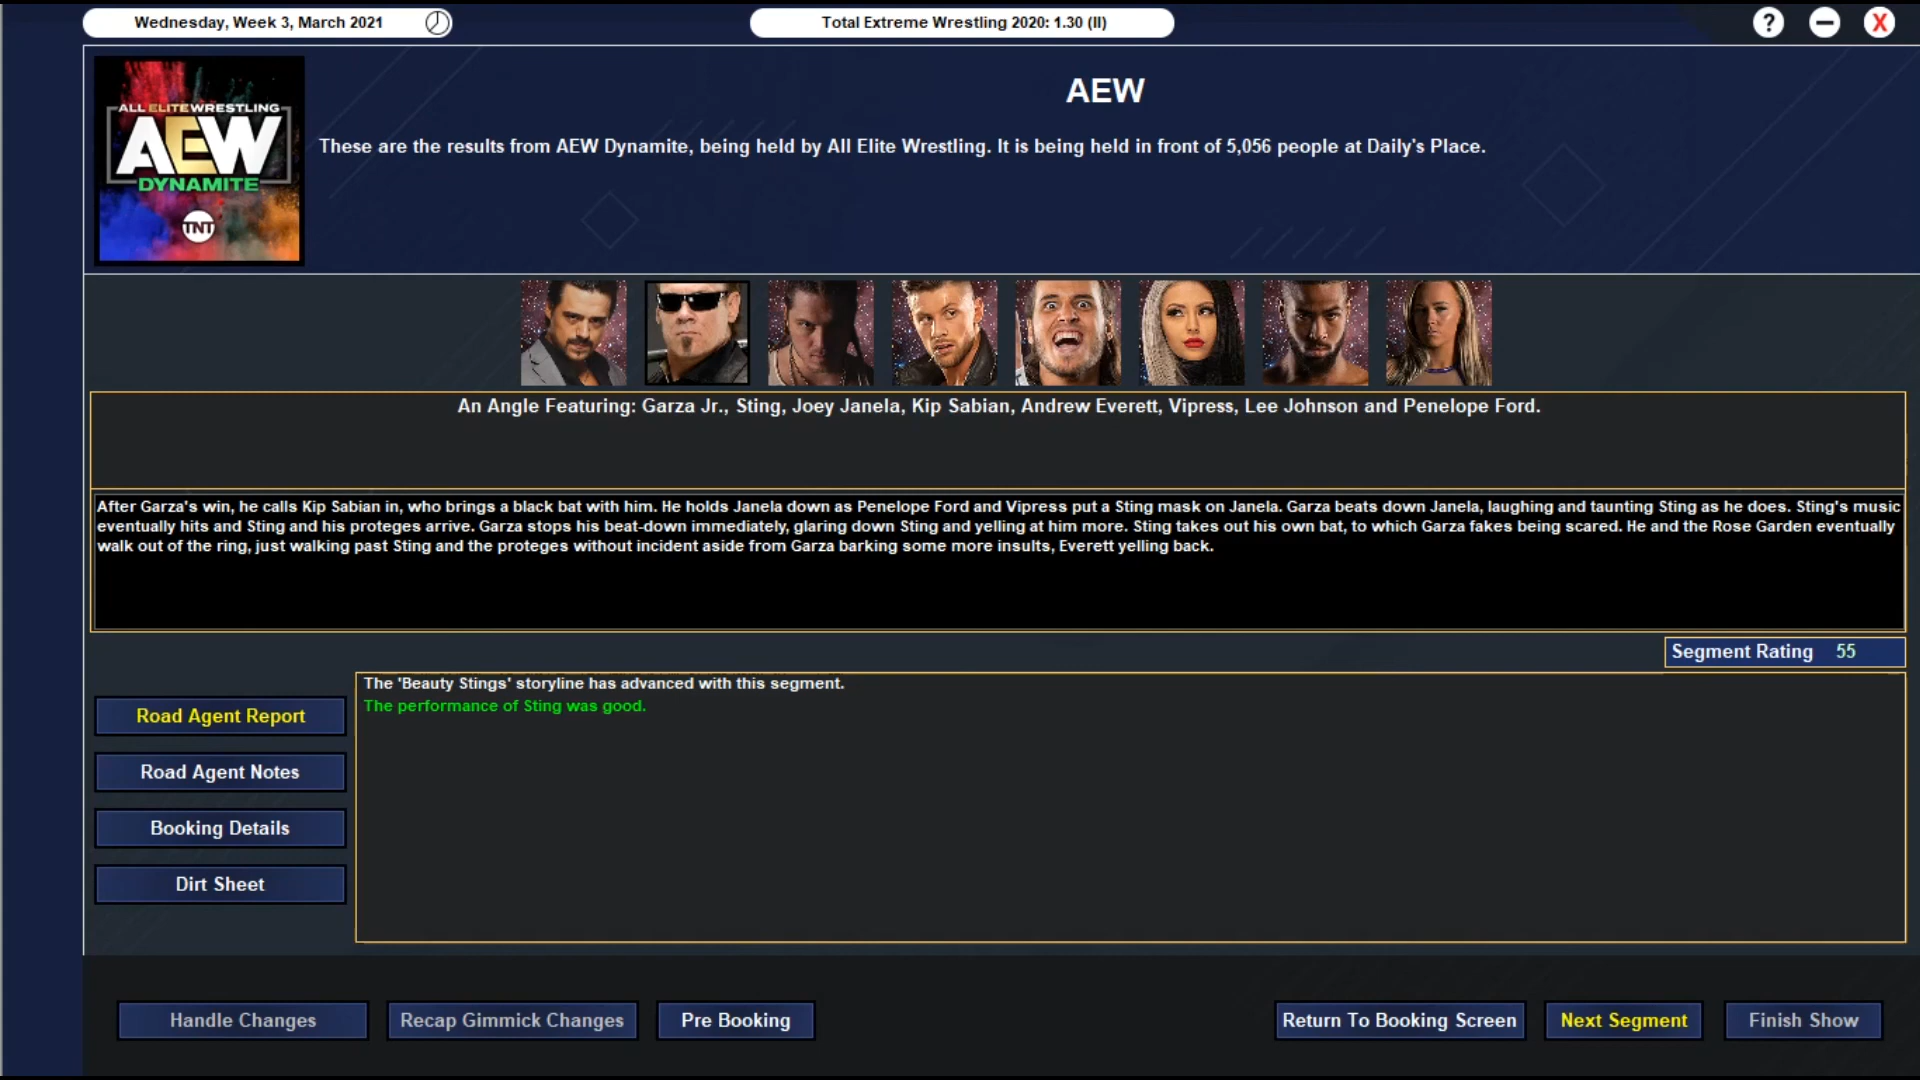 Wednesday, Week 3, March 2021
Total Extreme Wrestling 2020: 1.30 (II)
?
X
ALL ELITE WRESTLING
AEW
DYNAMITE
TNT
AEW
These are the results from AEW Dynamite, being held by All Elite Wrestling. It is being held in front of 5,056 people at Daily's Place.
An Angle Featuring: Garza Jr., Sting, Joey Janela, Kip Sabian, Andrew Everett, Vipress, Lee Johnson and Penelope Ford.
After Garza's win, he calls Kip Sabian in, who brings a black bat with him. He holds Janela down as Penelope Ford and Vipress put a Sting mask on Janela. Garza beats down Janela, laughing and taunting Sting as he does. Sting's music
eventually hits and Sting and his proteges arrive. Garza stops his beat-down immediately, glaring down Sting and yelling at him more. Sting takes out his own bat, to which Garza fakes being scared. He and the Rose Garden eventually
walk out of the ring, just walking past Sting and the proteges without incident aside from Garza barking some more insults, Everett yelling back.
Segment Rating 55
Road Agent Report
Road Agent Notes
Booking Details
Dirt Sheet
The 'Beauty Stings' storyline has advanced with this segment.
The performance of Sting was good.
Handle Changes
Recap Gimmick Changes
Pre Booking
Return To Booking Screen
Next Segment
Finish Show